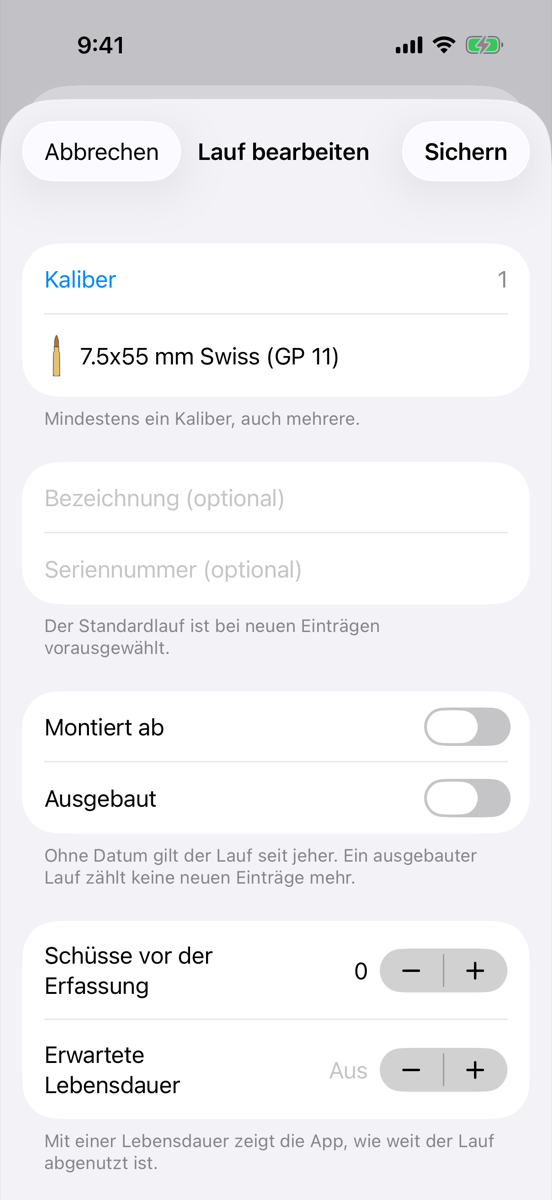 9:41
Abbrechen
Lauf bearbeiten
Sichern
Kaliber
1
7.5x55 mm Swiss (GP 11)
Mindestens ein Kaliber, auch mehrere.
Bezeichnung (optional)
Seriennummer (optional)
Der Standardlauf ist bei neuen Einträgen
vorausgewählt.
Montiert ab
Ausgebaut
Ohne Datum gilt der Lauf seit jeher. Ein ausgebauter
Lauf zählt keine neuen Einträge mehr.
Schüsse vor der
Erfassung
0
− +
Erwartete
Lebensdauer
Aus
− +
Mit einer Lebensdauer zeigt die App, wie weit der Lauf
abgenutzt ist.